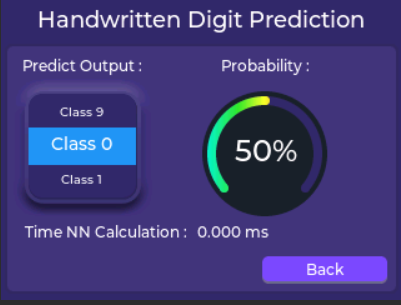 Handwritten Digit Prediction
Predict Output :
Probability :
Class 9
Class 0
Class 1
50%
Time NN Calculation : 0.000 ms
Back